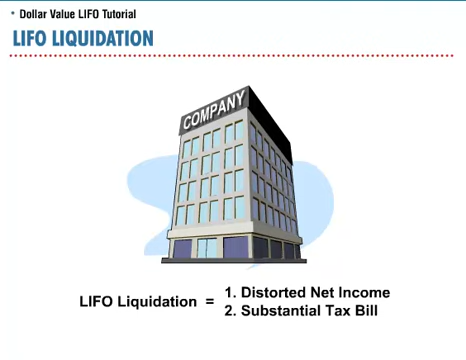 • Dollar Value LIFO Tutorial
LIFO LIQUIDATION
COMPANY
LIFO Liquidation = 1. Distorted Net Income
2. Substantial Tax Bill